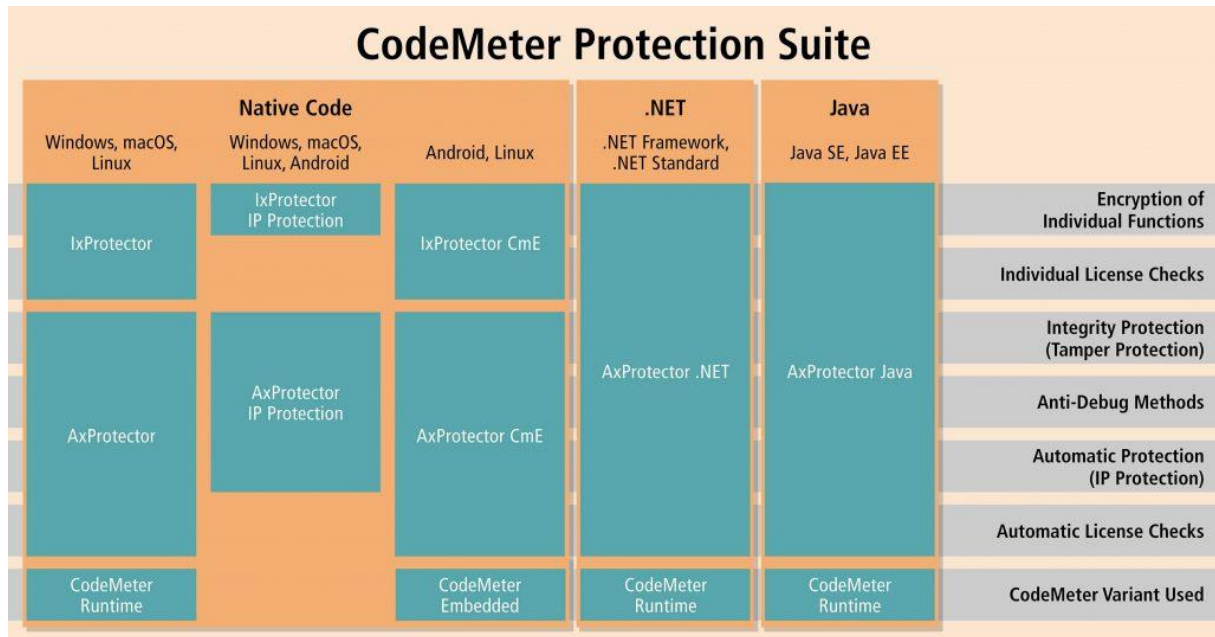 CodeMeter Protection Suite
Native Code
.NET
Java
Windows, macOS,
Linux
Windows, macOS,
Linux, Android
Android, Linux
.NET Framework,
.NET Standard
Java SE, Java EE
IxProtector
IxProtector
IP Protection
IxProtector CmE
AxProtector
AxProtector
IP Protection
AxProtector CmE
AxProtector .NET
AxProtector Java
CodeMeter
Runtime
CodeMeter
Embedded
CodeMeter
Runtime
CodeMeter
Runtime
Encryption of
Individual Functions
Individual License Checks
Integrity Protection
(Tamper Protection)
Anti-Debug Methods
Automatic Protection
(IP Protection)
Automatic License Checks
CodeMeter Variant Used